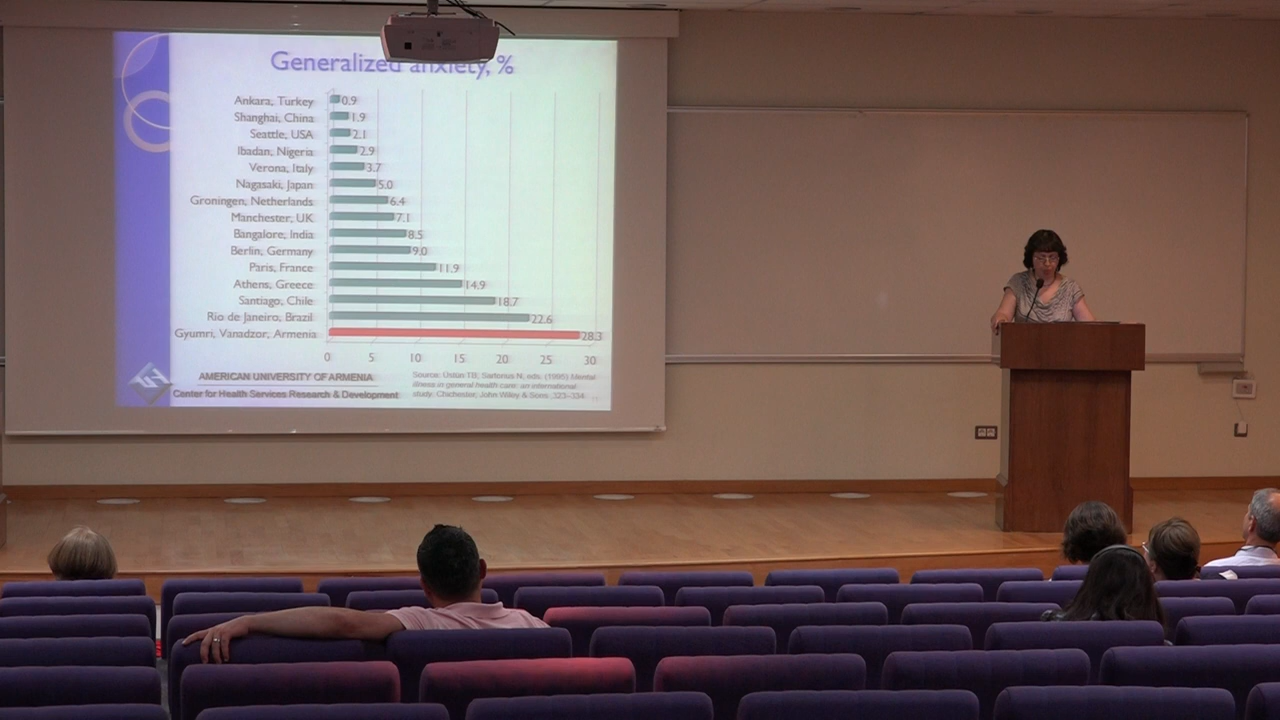 Generalized anxiety, %
Ankara, Turkey 0.9
Shanghai, China 1.9
Seattle, USA 2.1
Ibadan, Nigeria 2.9
Verona, Italy 3.7
Nagasaki, Japan 5.0
Groningen, Netherlands 6.4
Manchester, UK 7.1
Bangalore, India 8.5
Berlin, Germany 9.0
Paris, France 11.9
Athens, Greece 14.9
Santiago, Chile 18.7
Rio de Janeiro, Brazil 22.6
Gyumri, Vanadzor, Armenia 28.3
0 5 10 15 20 25 30
AMERICAN UNIVERSITY OF ARMENIA
Center for Health Services Research & Development
Source: Üstün TB, Sartorius N, eds. (1995) Mental
illness in general health care: an international
study. Chichester, John Wiley & Sons: 323–334.